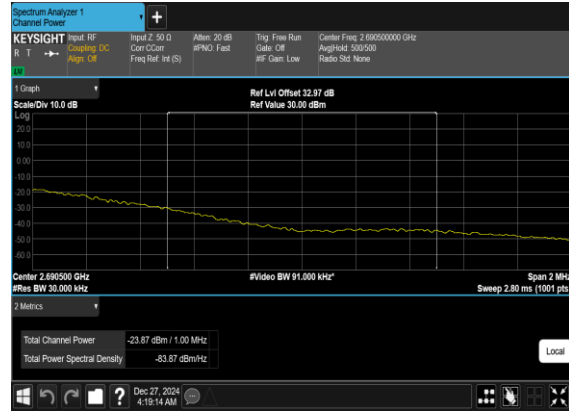 Spectrum Analyzer 1
Channel Power
+
KEYSIGHT Input: RF Input Z: 50 Ω Atten: 20 dB Trig: Free Run Center Freq: 2.690500000 GHz
R T Coupling: DC Corr CCorr #PNO: Fast Gate: Off Avg|Hold: 500/500
Align: Off Freq Ref: Int (S) #IF Gain: Low Radio Std: None
1 Graph
Ref Lvl Offset 32.97 dB
Scale/Div 10.0 dB Ref Value 30.00 dBm
Log
20.0
10.0
0.00
-10.0
-20.0
-30.0
-40.0
-50.0
-60.0
Center 2.690500 GHz #Video BW 91.000 kHz* Span 2 MHz
#Res BW 30.000 kHz Sweep 2.80 ms (1001 pts
2 Metrics
Total Channel Power -23.87 dBm / 1.00 MHz
Total Power Spectral Density -83.87 dBm/Hz
Local
? Dec 27, 2024
4:19:14 AM